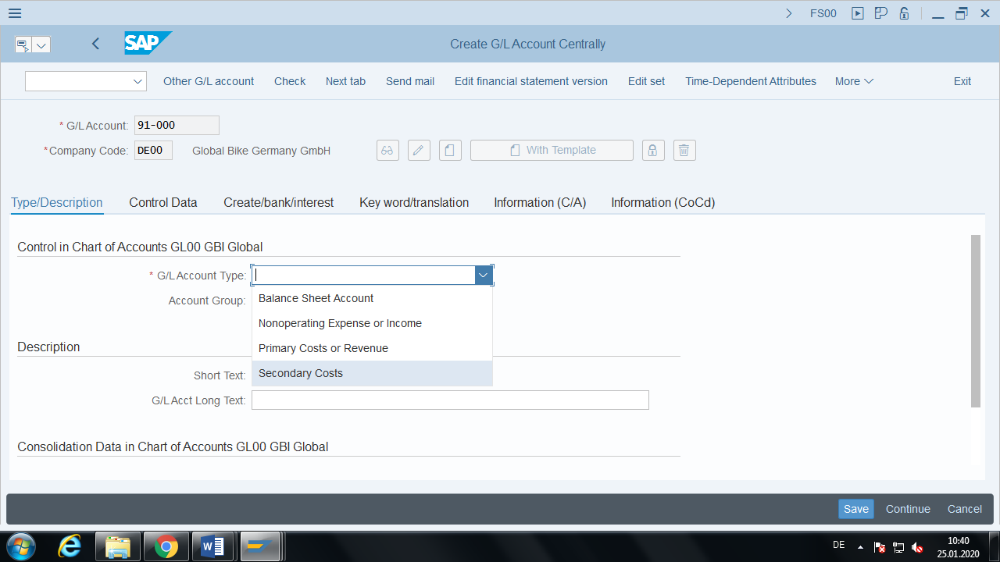 FS00
SAP Create G/L Account Centrally
Other G/L account Check Next tab Send mail Edit financial statement version Edit set Time-Dependent Attributes More Exit
* G/L Account: 91-000
* Company Code: DE00 Global Bike Germany GmbH With Template
Type/Description Control Data Create/bank/interest Key word/translation Information (C/A) Information (CoCd)
Control in Chart of Accounts GL00 GBI Global
* G/L Account Type:
Balance Sheet Account
Account Group:
Nonoperating Expense or Income
Description
Primary Costs or Revenue
Short Text:
Secondary Costs
G/L Acct Long Text:
Consolidation Data in Chart of Accounts GL00 GBI Global
Save Continue Cancel
DE 10:40
25.01.2020